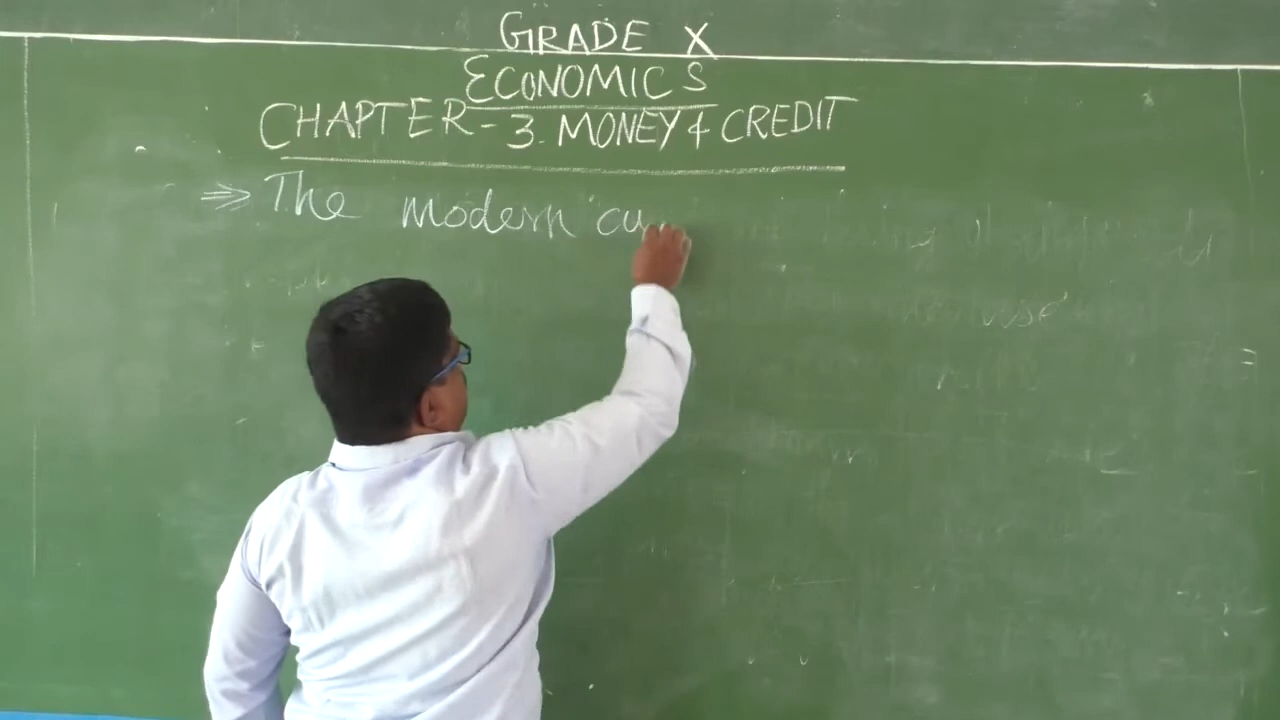 GRADE X
ECONOMICS
CHAPTER - 3. MONEY & CREDIT
⇒ The modern cu